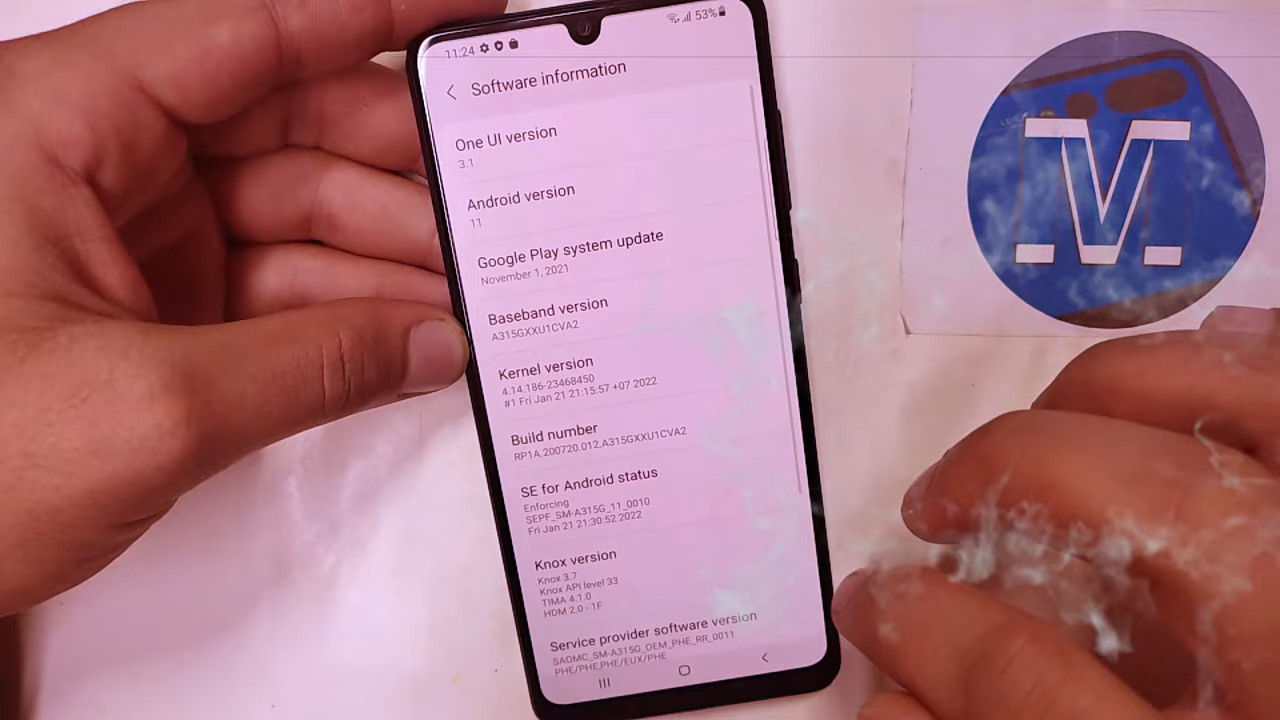 11:24
53%
Software information
One UI version
3.1
Android version
11
Google Play system update
November 1, 2021
Baseband version
A315GXXU1CVA2
Kernel version
4.14.186-23468450
#1 Fri Jan 21 21:15:57 +07 2022
Build number
RP1A.200720.012.A315GXXU1CVA2
SE for Android status
Enforcing
SEPF_SM-A315G_11_0010
Fri Jan 21 21:30:52 2022
Knox version
Knox 3.7
Knox API level 33
TIMA 4.1.0
HDM 2.0 - 1F
Service provider software version
SAOMC_SM-A315G_OEM_PHE_RR_0011
PHE/PHE,PHE/EUX/PHE
M